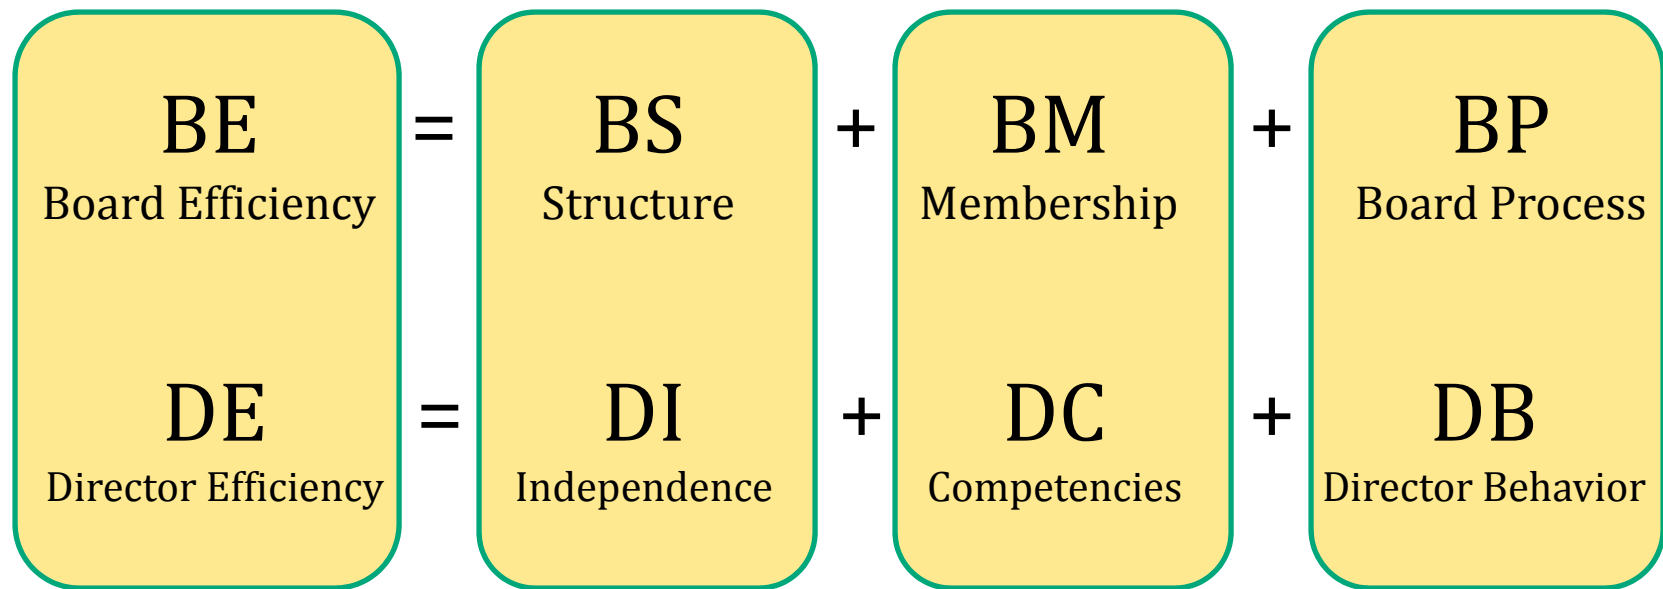 BE = BS + BM + BP
Board Efficiency Structure Membership Board Process
DE = DI + DC + DB
Director Efficiency Independence Competencies Director Behavior